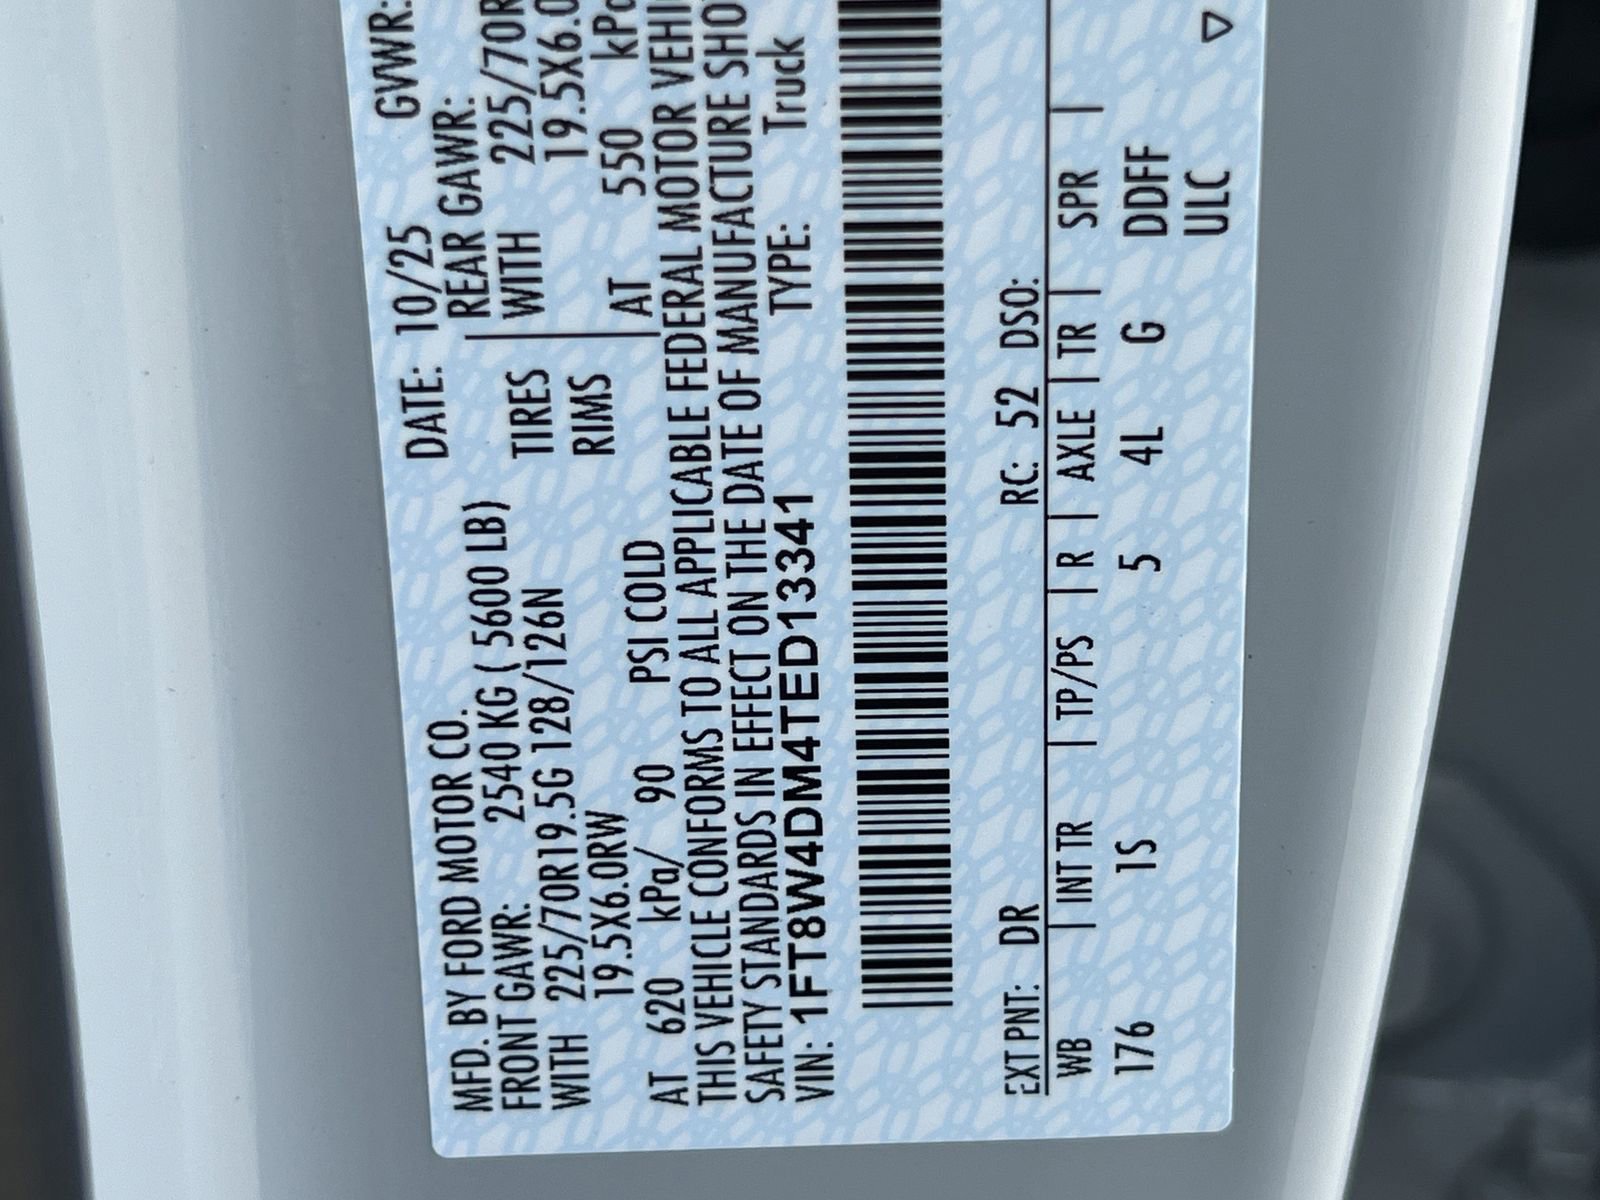 MFD. BY FORD MOTOR CO. DATE: 10/25 GVWR:
FRONT GAWR: 2540 KG ( 5600 LB) REAR GAWR:
WITH 225/70R19.5G 128/126N TIRES WITH 225/70R
19.5X6.0RW RIMS 19.5X6.0
AT 620 kPa/ 90 PSI COLD AT 550 kPa
THIS VEHICLE CONFORMS TO ALL APPLICABLE FEDERAL MOTOR VEHI
SAFETY STANDARDS IN EFFECT ON THE DATE OF MANUFACTURE SHO
VIN: 1FT8W4DM4TED13341 TYPE: Truck
EXT PNT: DR RC: 52 DSO:
WB | INT TR | TP/PS | R | AXLE | TR | SPR |
176 1S 5 4L G DDFF
ULC